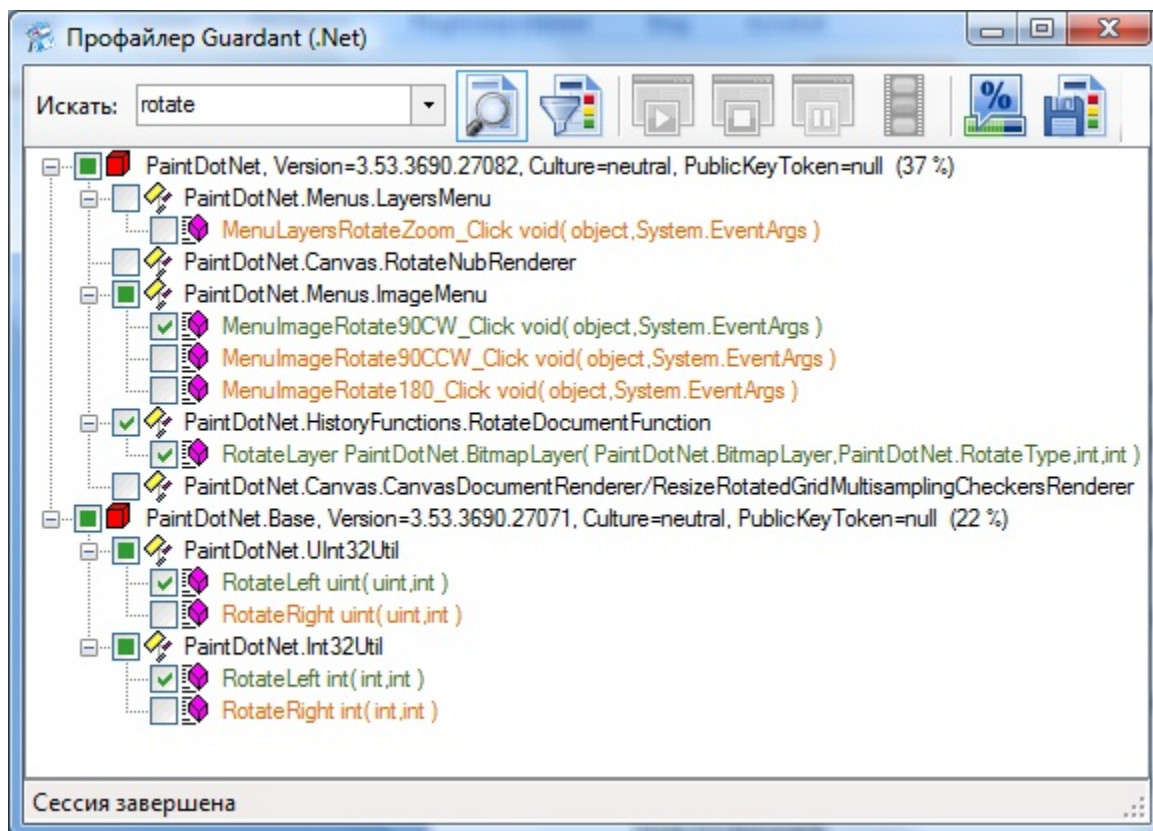 Профайлер Guardant (.Net)
Искать: rotate
%
PaintDotNet, Version=3.53.3690.27082, Culture=neutral, PublicKeyToken=null (37 %)
PaintDotNet.Menus.LayersMenu
MenuLayersRotateZoom_Click void( object,System.EventArgs )
PaintDotNet.Canvas.RotateNubRenderer
PaintDotNet.Menus.ImageMenu
MenuImageRotate90CW_Click void( object,System.EventArgs )
MenuImageRotate90CCW_Click void( object,System.EventArgs )
MenuImageRotate180_Click void( object,System.EventArgs )
PaintDotNet.HistoryFunctions.RotateDocumentFunction
RotateLayer PaintDotNet.BitmapLayer( PaintDotNet.BitmapLayer,PaintDotNet.RotateType,int,int )
PaintDotNet.Canvas.CanvasDocumentRenderer/ResizeRotatedGridMultisamplingCheckersRenderer
PaintDotNet.Base, Version=3.53.3690.27071, Culture=neutral, PublicKeyToken=null (22 %)
PaintDotNet.UInt32Util
RotateLeft uint( uint,int )
RotateRight uint( uint,int )
PaintDotNet.Int32Util
RotateLeft int( int,int )
RotateRight int( int,int )
Сессия завершена